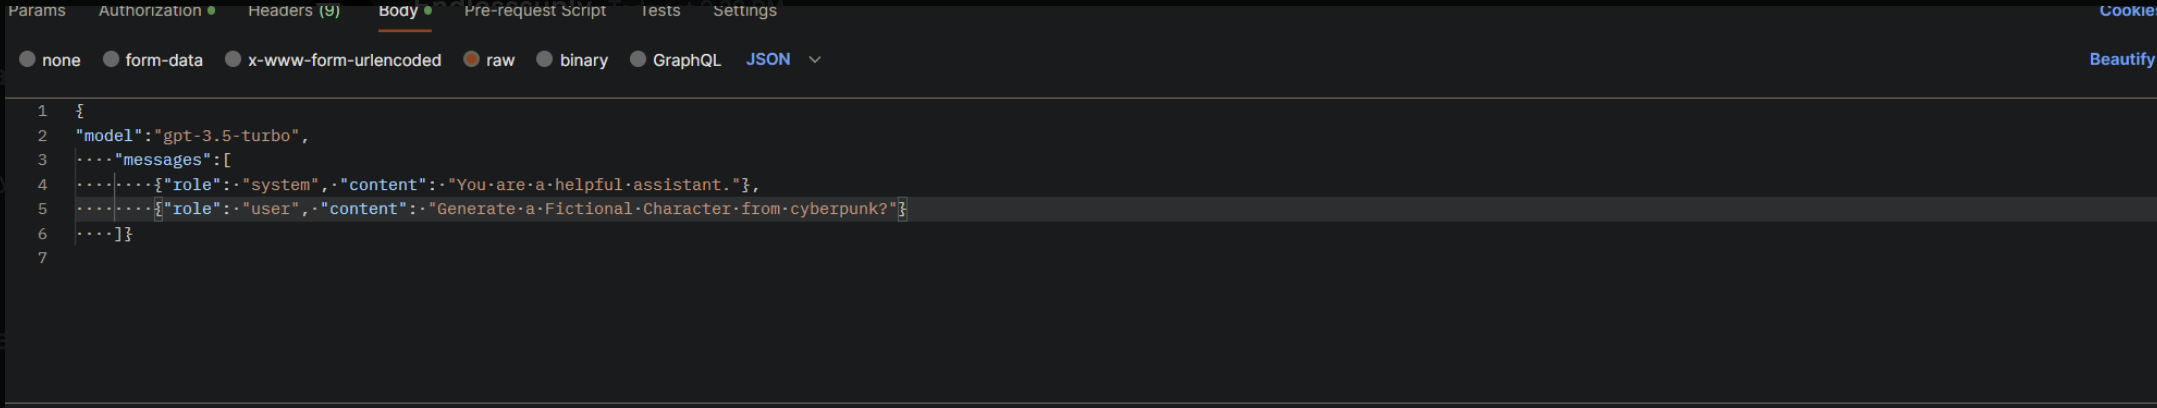 Params Authorization Headers (9) Body Pre-request Script Tests Settings Cookies
none form-data x-www-form-urlencoded raw binary GraphQL JSON Beautify
1 {
2 "model":"gpt-3.5-turbo",
3 "messages":[
4 {"role": "system", "content": "You are a helpful assistant."},
5 {"role": "user", "content": "Generate a Fictional Character from cyberpunk?"}
6 ]}
7